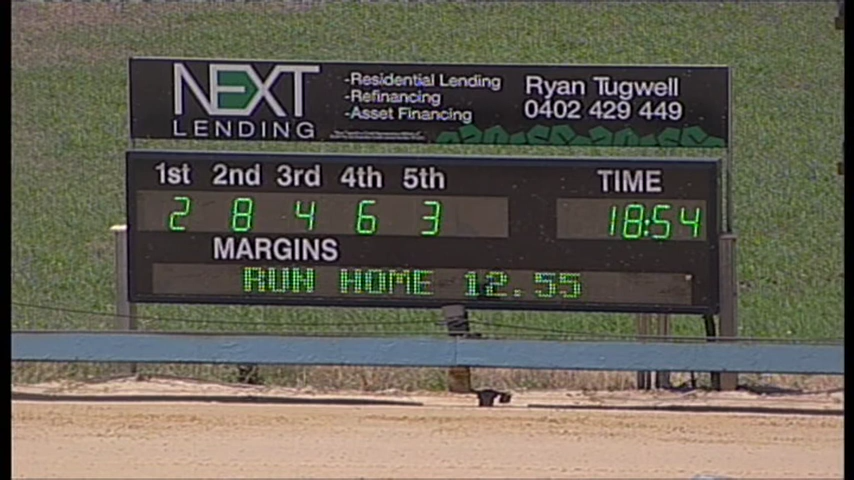 NEXT
LENDING
-Residential Lending
-Refinancing
-Asset Financing
Ryan Tugwell
0402 429 449
1st 2nd 3rd 4th 5th TIME
2 8 4 6 3 18:54
MARGINS
RUN HOME 12.55